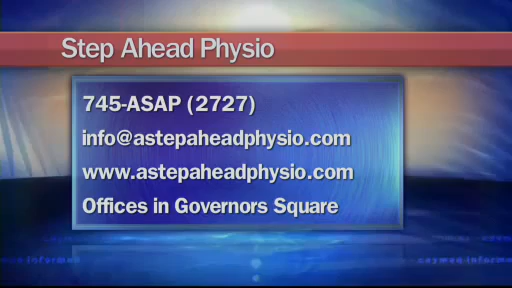 Step Ahead Physio
745-ASAP (2727)
info@astepaheadphysio.com
www.astepaheadphysio.com
Offices in Governors Square